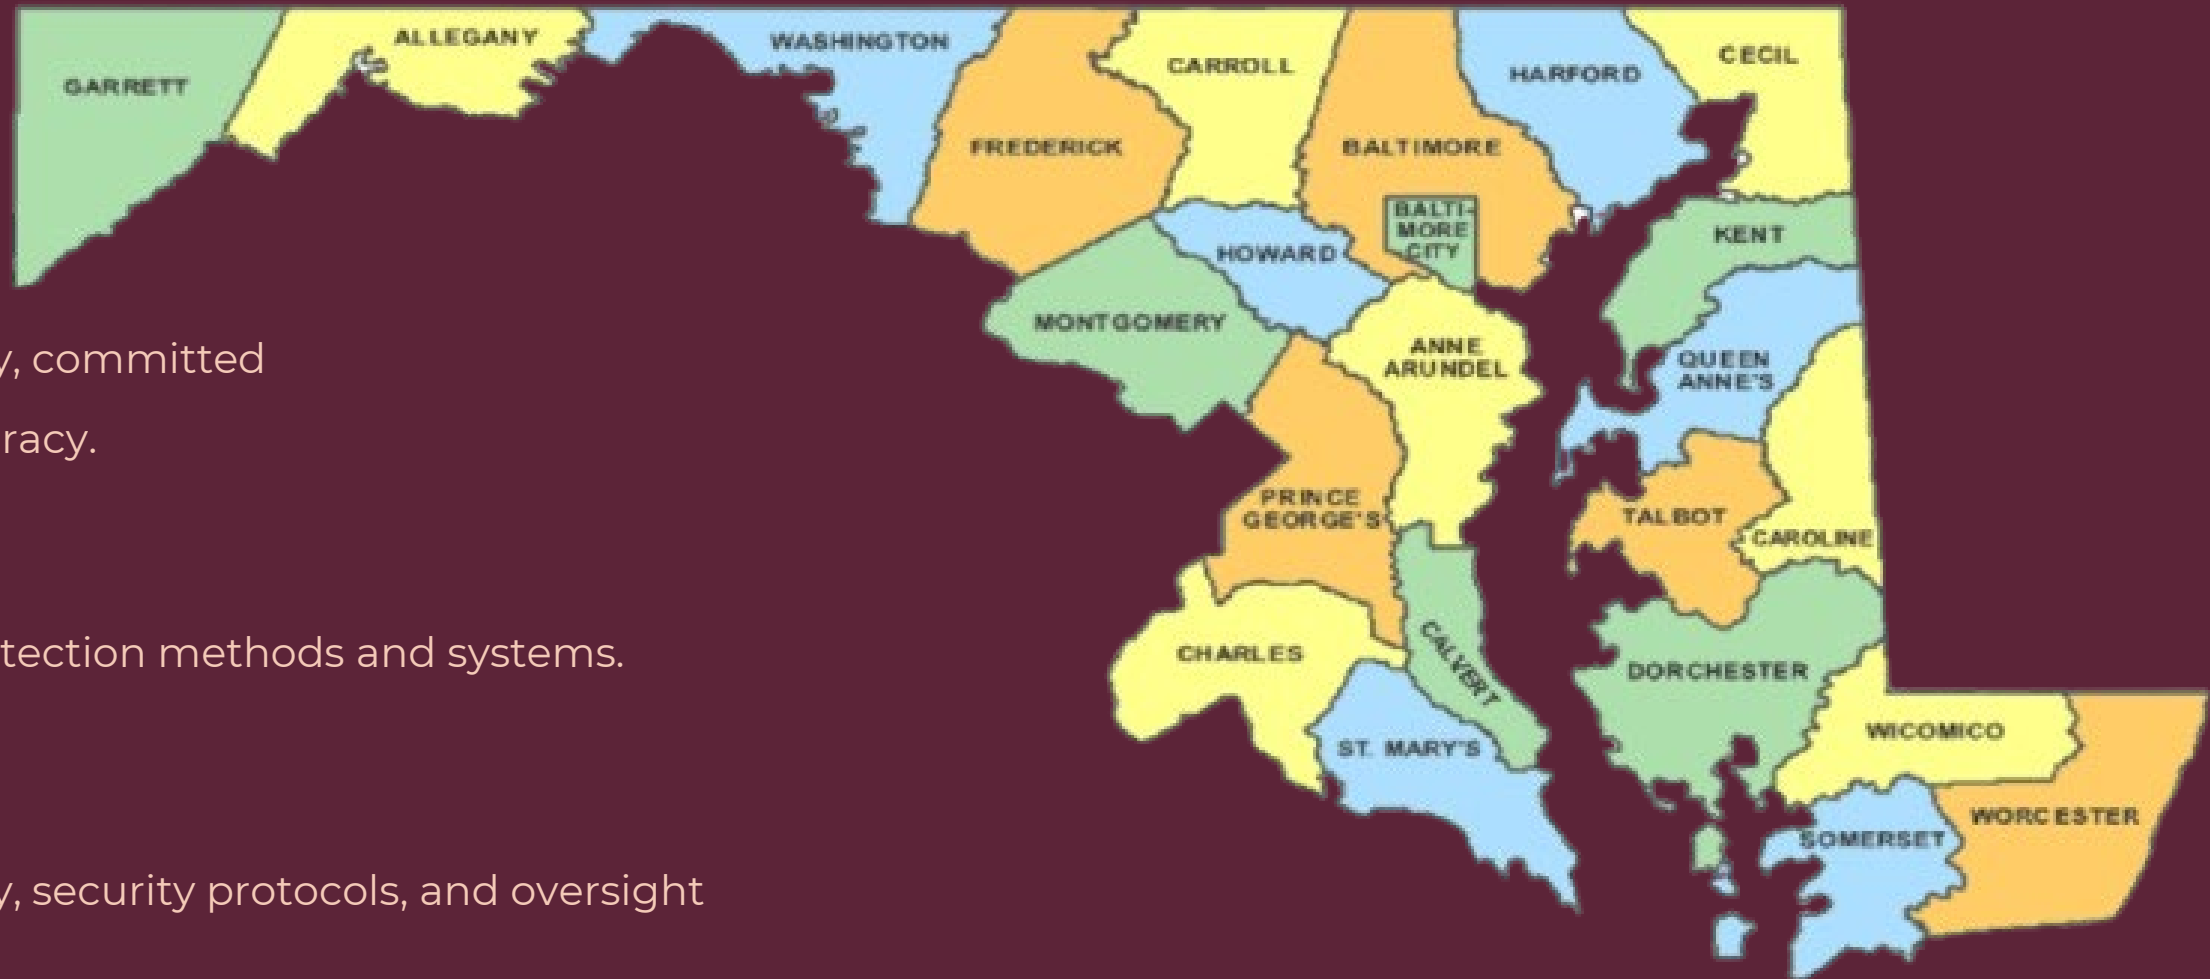 ALLEGANY
WASHINGTON
CECIL
CARROLL
HARFORD
GARRETT
FREDERICK
BALTIMORE
BALTI-
MORE
CITY
KENT
HOWARD
MONTGOMERY
ANNE
ARUNDEL
QUEEN
ANNE'S
y, committed
racy.
PRINCE
GEORGE'S
TALBOT
CAROLINE
tection methods and systems.
CHARLES
CALVERT
DORCHESTER
WICOMICO
ST. MARY'S
WORCESTER
SOMERSET
y, security protocols, and oversight